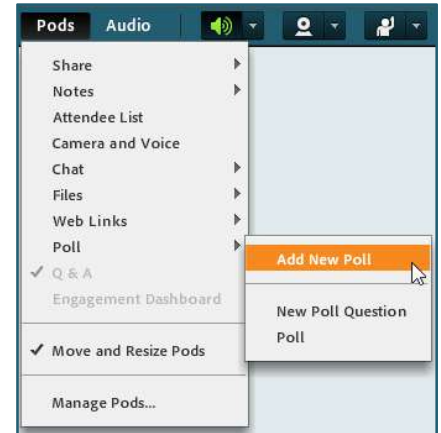 Pods Audio
Share
Notes
Attendee List
Camera and Voice
Chat
Files
Web Links
Poll
Q & A
Engagement Dashboard
Move and Resize Pods
Manage Pods...
Add New Poll
New Poll Question
Poll